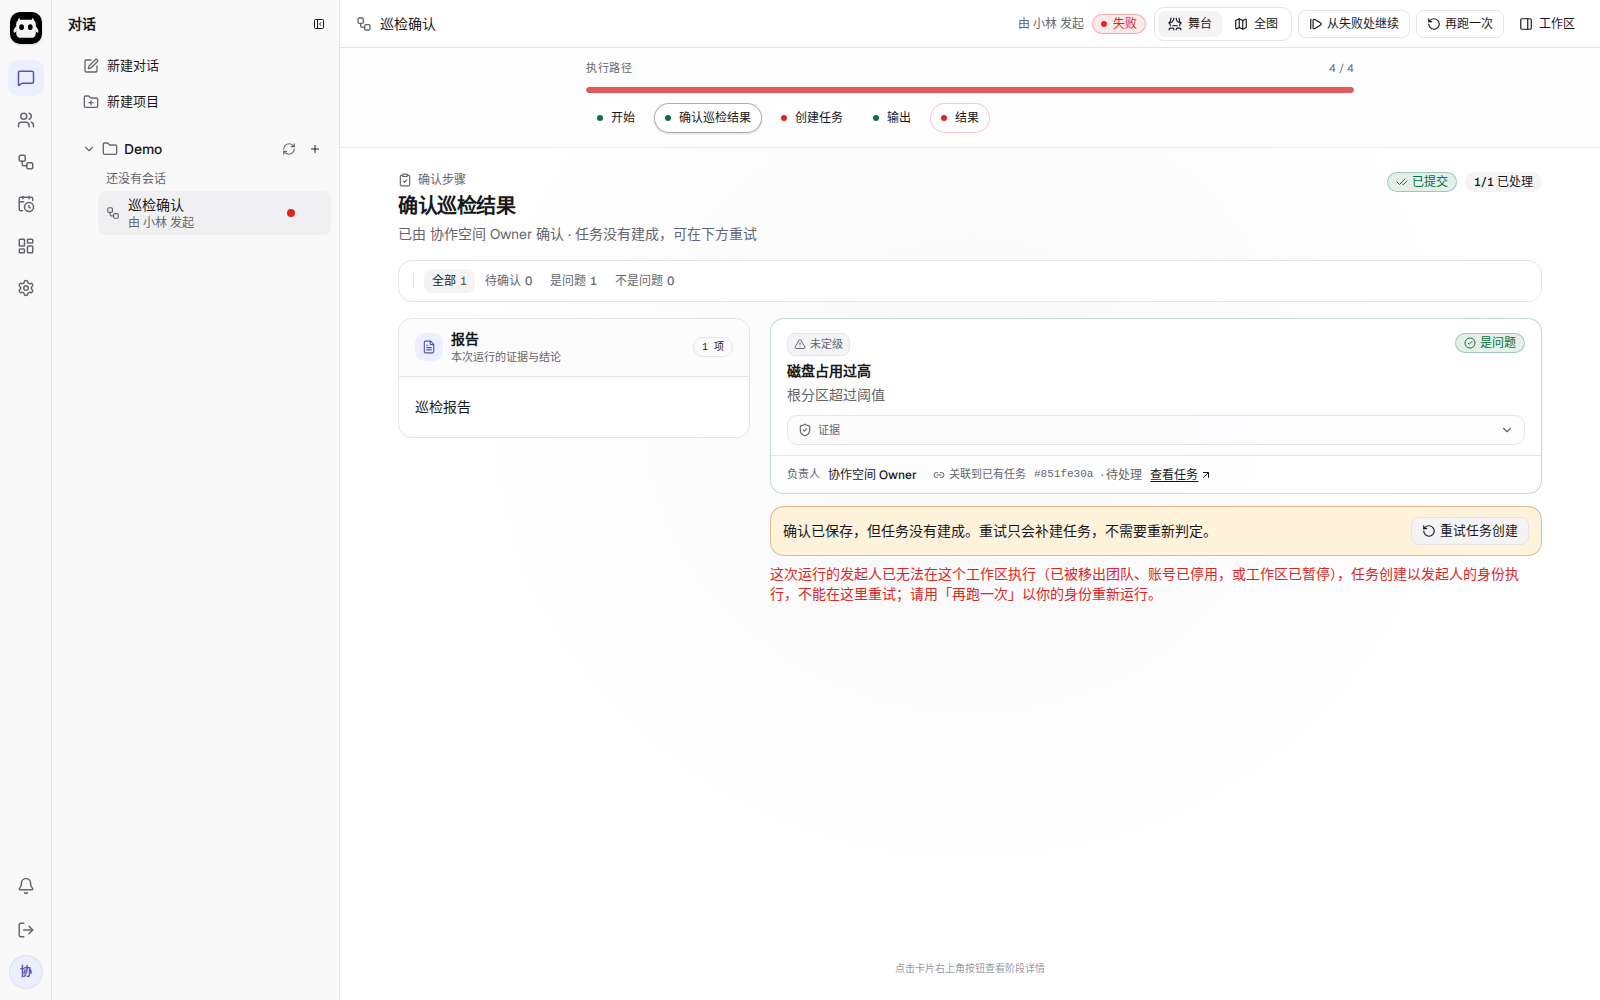 对话
新建对话
新建项目
Demo
还没有会话
巡检确认
由 小林 发起
协
巡检确认
由 小林 发起
失败
舞台
全图
从失败处继续
再跑一次
工作区
执行路径
4 / 4
开始
确认巡检结果
创建任务
输出
结果
确认步骤
已提交
1/1 已处理
确认巡检结果
已由 协作空间 Owner 确认 · 任务没有建成，可在下方重试
全部 1
待确认 0
是问题 1
不是问题 0
报告
本次运行的证据与结论
1 项
巡检报告
未定级
是问题
磁盘占用过高
根分区超过阈值
证据
负责人 协作空间 Owner 关联到已有任务 #851fe30a · 待处理 查看任务
确认已保存，但任务没有建成。重试只会补建任务，不需要重新判定。
重试任务创建
这次运行的发起人已无法在这个工作区执行（已被移出团队、账号已停用，或工作区已暂停），任务创建以发起人的身份执
行，不能在这里重试；请用「再跑一次」以你的身份重新运行。
点击卡片右上角按钮查看阶段详情